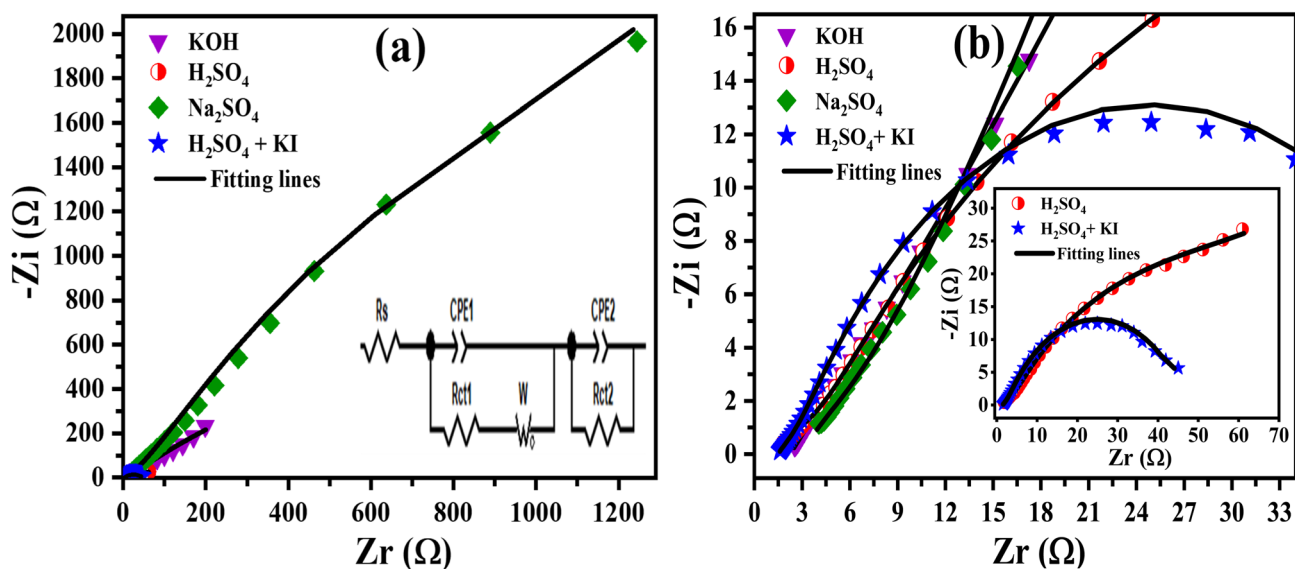 (a)
KOH
H₂SO₄
Na₂SO₄
H₂SO₄ + KI
Fitting lines
2000
1800
1600
1400
1200
1000
800
600
400
200
0
-Zi (Ω)
Rs
CPE1
CPE2
Rct1
W
Rct2
0 200 400 600 800 1000 1200
Zr (Ω)
(b)
KOH
H₂SO₄
Na₂SO₄
H₂SO₄+ KI
Fitting lines
16
14
12
10
8
6
4
2
0
-Zi (Ω)
H₂SO₄
H₂SO₄+ KI
Fitting lines
30
25
20
15
10
5
0
-Zi (Ω)
0 10 20 30 40 50 60 70
Zr (Ω)
0 3 6 9 12 15 18 21 24 27 30 33
Zr (Ω)